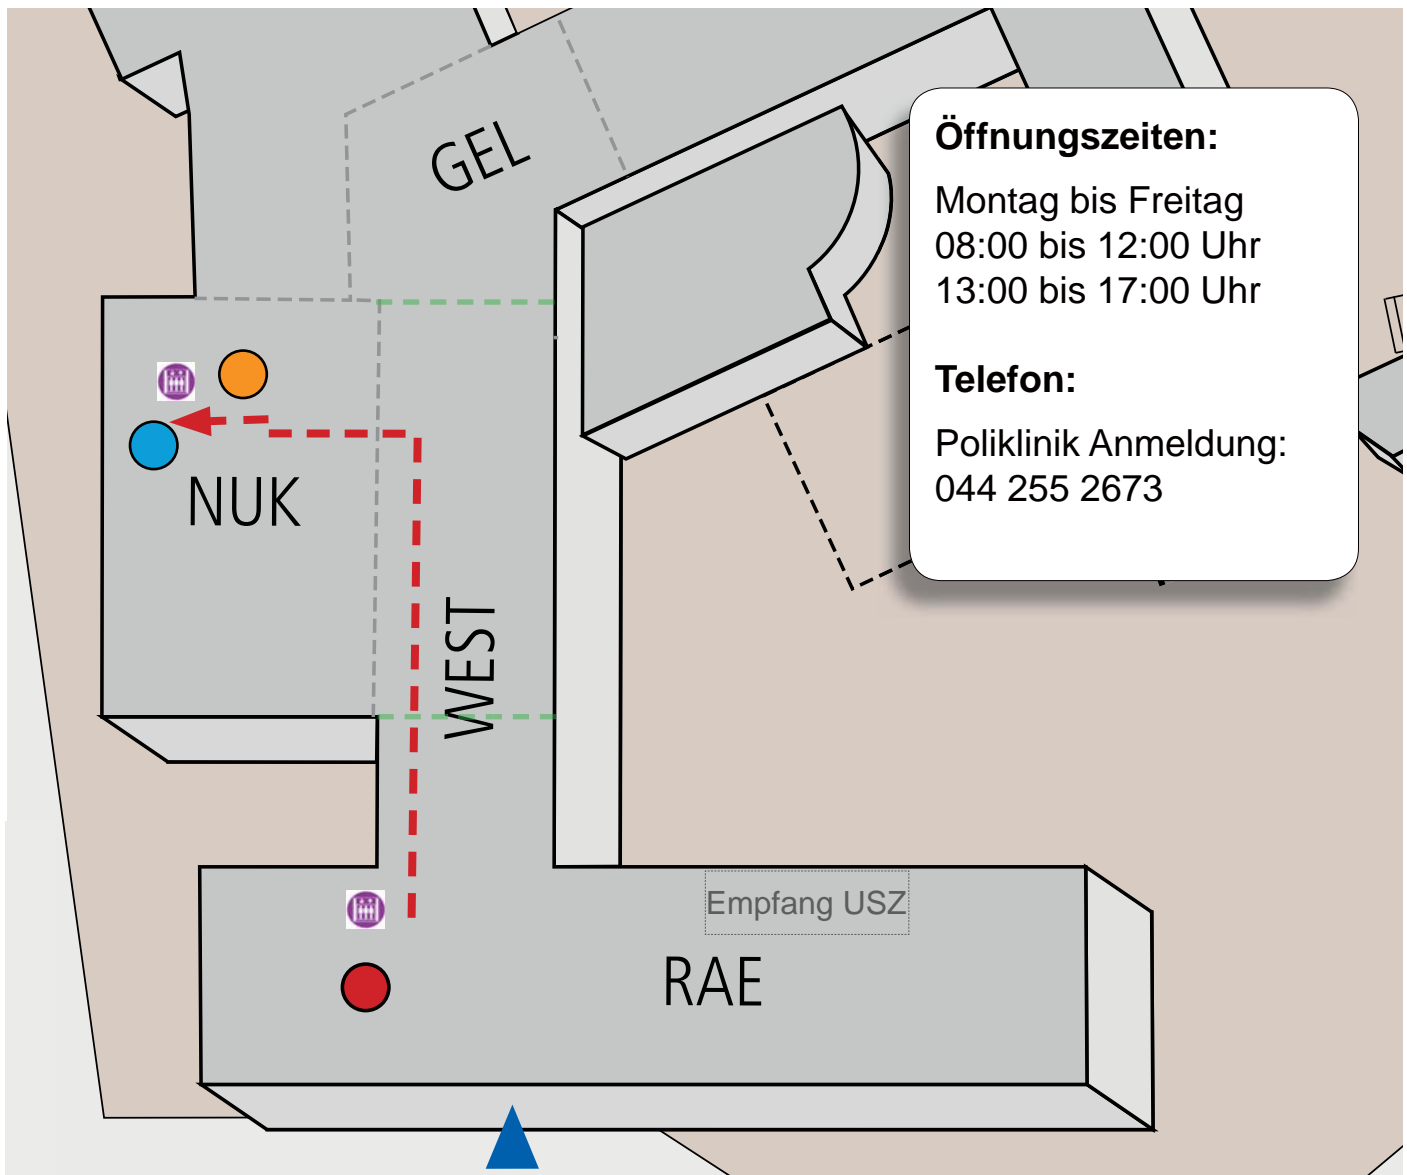 GEL
Öffnungszeiten:
Montag bis Freitag
08:00 bis 12:00 Uhr
13:00 bis 17:00 Uhr
Telefon:
Poliklinik Anmeldung:
044 255 2673
NUK
WEST
Empfang USZ
RAE